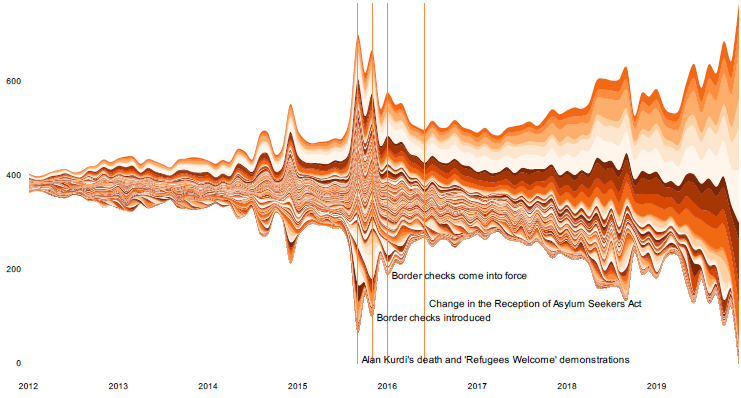 600
400
200
Border checks come into force
Change in the Reception of Asylum Seekers Act
Border checks introduced
Alan Kurdi's death and 'Refugees Welcome' demonstrations
0
2012 2013 2014 2015 2016 2017 2018 2019